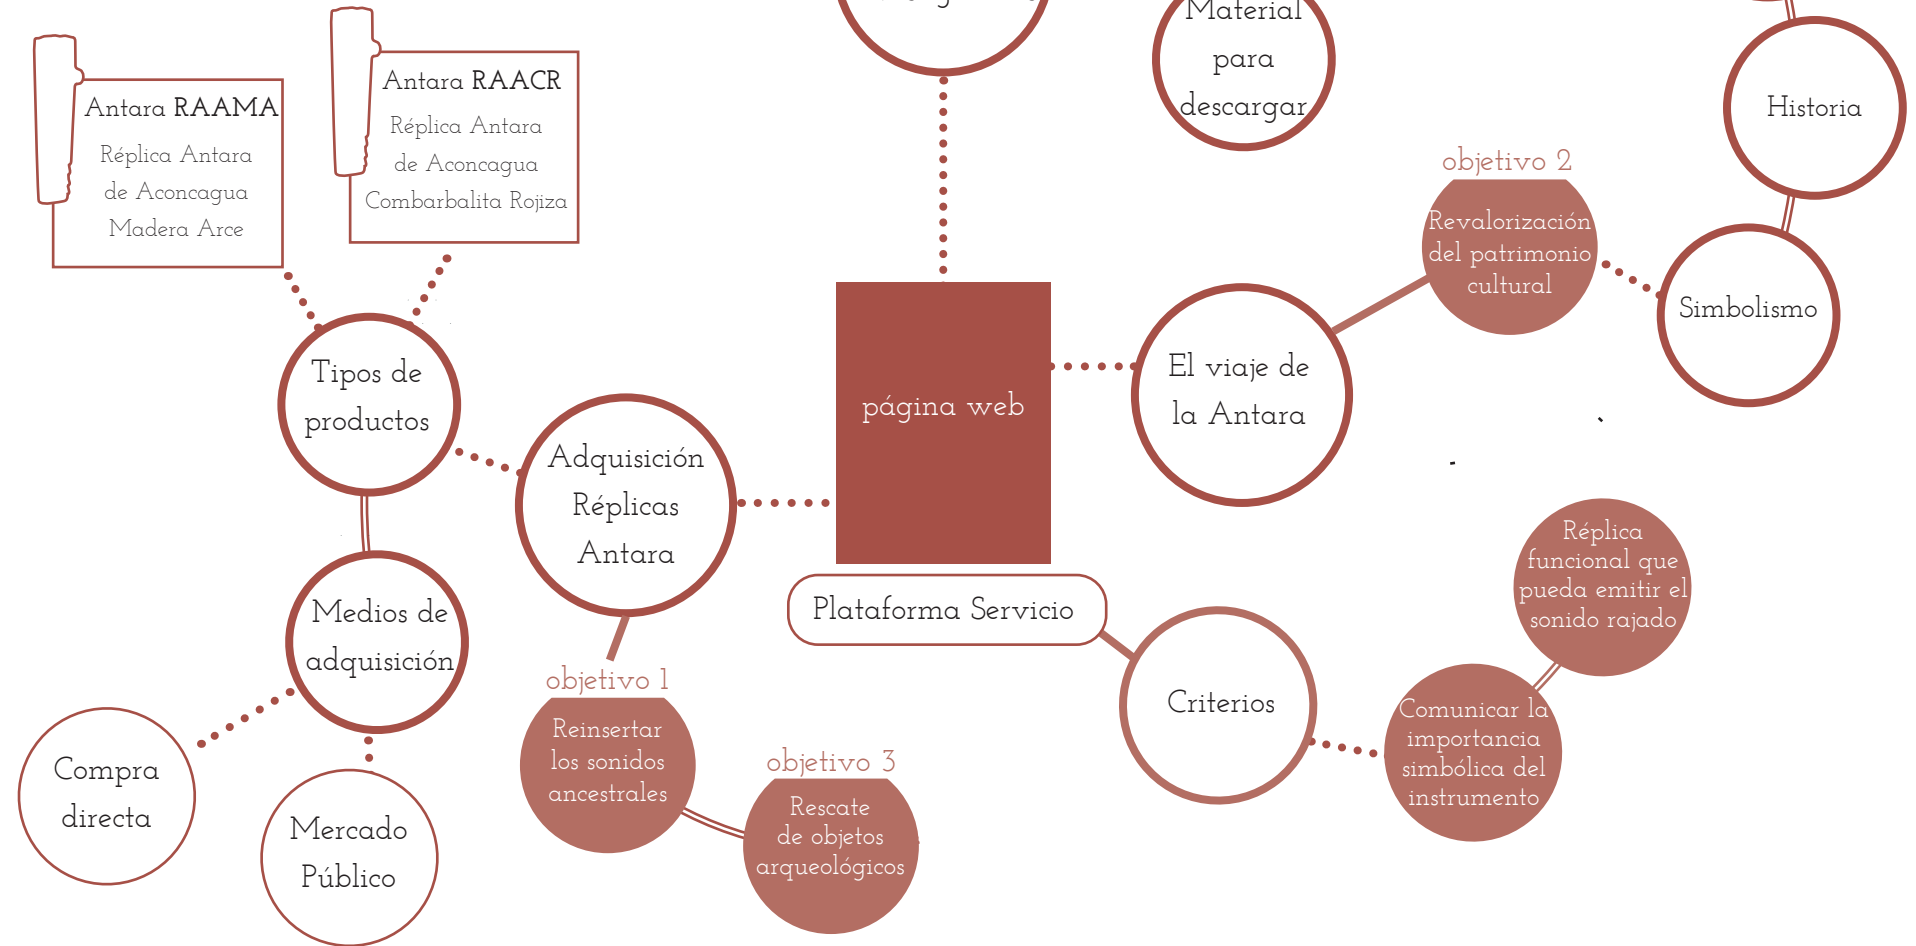 Antara RAAMA
Réplica Antara
de Aconcagua
Madera Arce
Antara RAACR
Réplica Antara
de Aconcagua
Combarbalita Rojiza
Material
para
descargar
Historia
objetivo 2
Revalorización
del patrimonio
cultural
Simbolismo
Tipos de
productos
Adquisición
Réplicas
Antara
página web
El viaje de
la Antara
Medios de
adquisición
Plataforma Servicio
Criterios
Réplica
funcional que
pueda emitir el
sonido rajado
Comunicar la
importancia
simbólica del
instrumento
objetivo 1
Reinsertar
los sonidos
ancestrales
objetivo 3
Rescate
de objetos
arqueológicos
Compra
directa
Mercado
Público